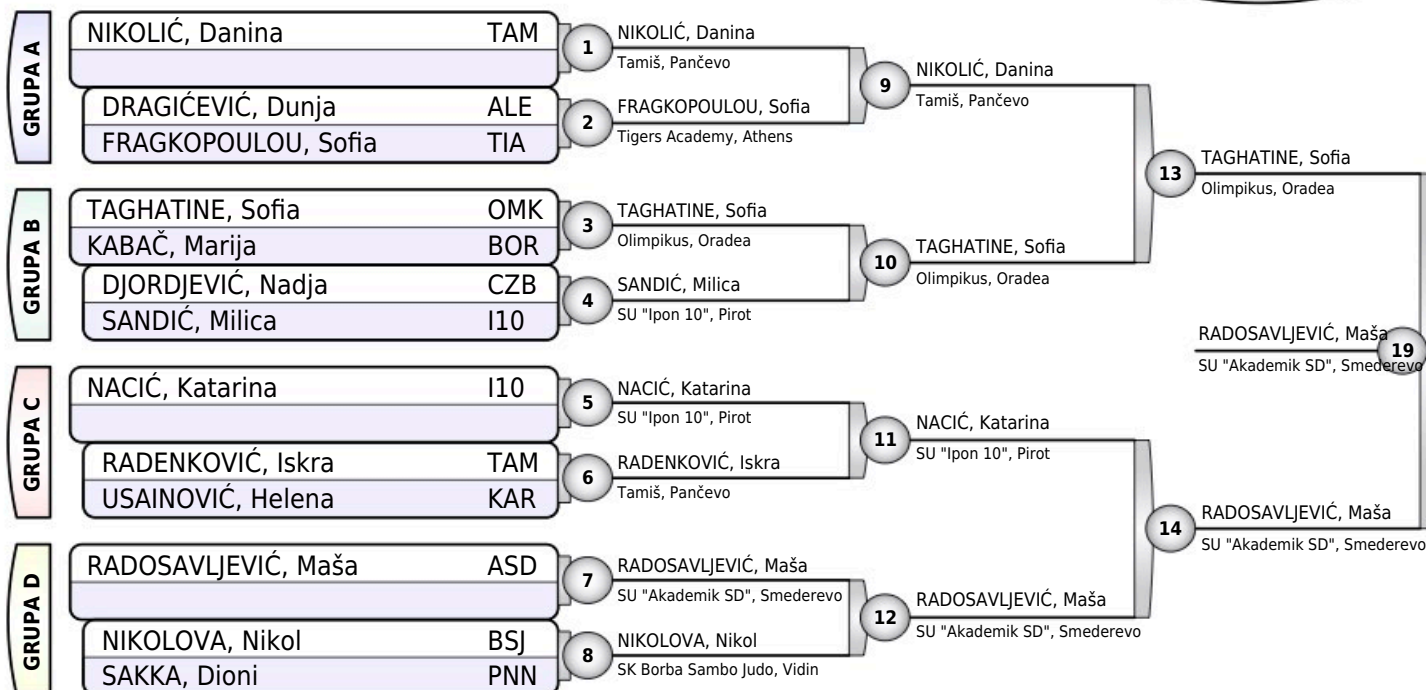 GRUPA A
NIKOLIĆ, Danina TAM
DRAGIĆEVIĆ, Dunja ALE
FRAGKOPOULOU, Sofia TIA
GRUPA B
TAGHATINE, Sofia OMK
KABAČ, Marija BOR
DJORDJEVIĆ, Nadja CZB
SANDIĆ, Milica I10
GRUPA C
NACIĆ, Katarina I10
RADENKOVIĆ, Iskra TAM
USAINOVIĆ, Helena KAR
GRUPA D
RADOSAVLJEVIĆ, Maša ASD
NIKOLOVA, Nikol BSJ
SAKKA, Dioni PNN
1
NIKOLIĆ, Danina
Tamiš, Pančevo
2
FRAGKOPOULOU, Sofia
Tigers Academy, Athens
3
TAGHATINE, Sofia
Olimpikus, Oradea
4
SANDIĆ, Milica
SU "Ipon 10", Pirot
5
NACIĆ, Katarina
SU "Ipon 10", Pirot
6
RADENKOVIĆ, Iskra
Tamiš, Pančevo
7
RADOSAVLJEVIĆ, Maša
SU "Akademik SD", Smederevo
8
NIKOLOVA, Nikol
SK Borba Sambo Judo, Vidin
9
NIKOLIĆ, Danina
Tamiš, Pančevo
10
TAGHATINE, Sofia
Olimpikus, Oradea
11
NACIĆ, Katarina
SU "Ipon 10", Pirot
12
RADOSAVLJEVIĆ, Maša
SU "Akademik SD", Smederevo
13
TAGHATINE, Sofia
Olimpikus, Oradea
14
RADOSAVLJEVIĆ, Maša
SU "Akademik SD", Smederevo
RADOSAVLJEVIĆ, Maša
SU "Akademik SD", Smederevo
19